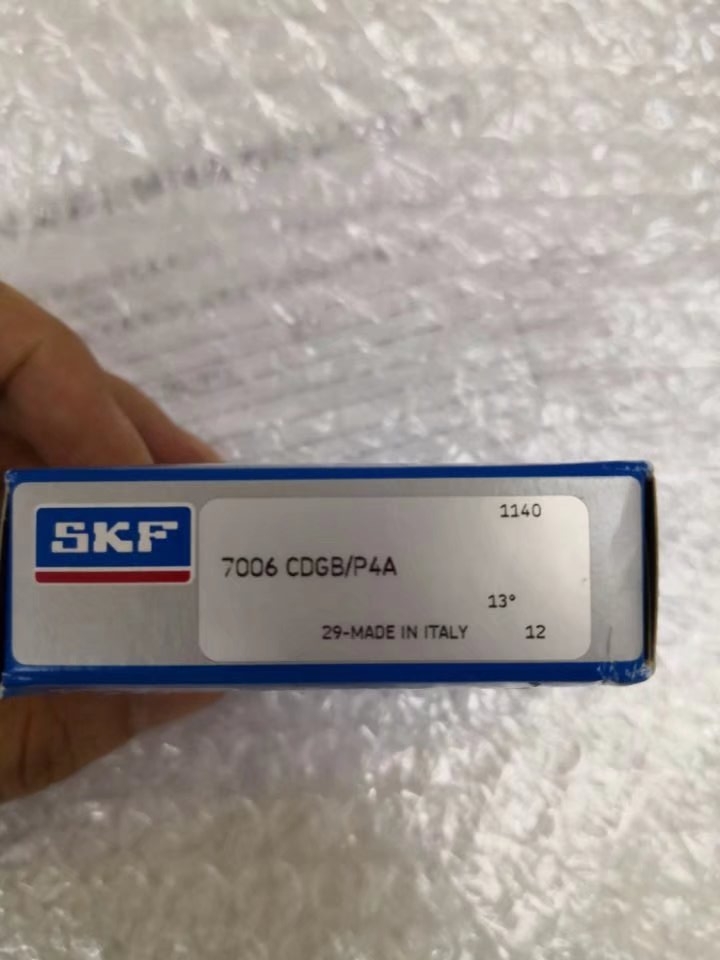 SKF
1140
7006 CDGB/P4A
13°
29-MADE IN ITALY 12